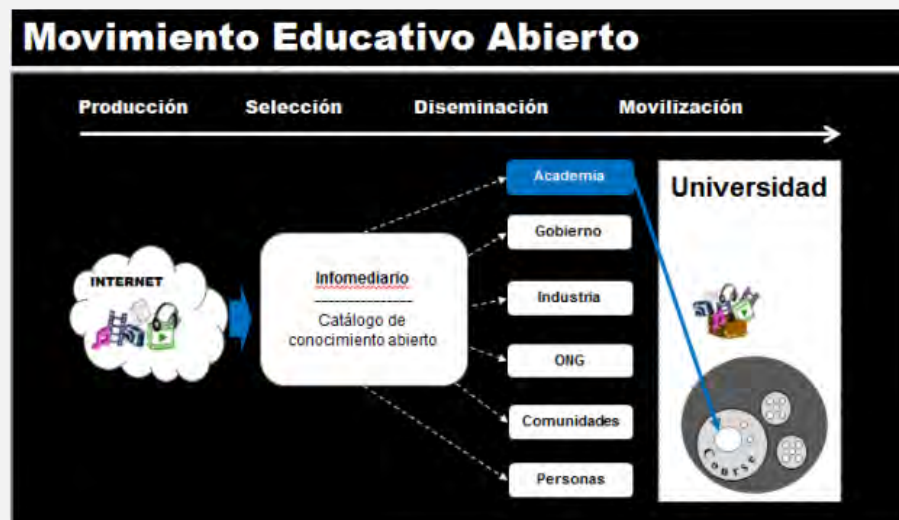 Movimiento Educativo Abierto
Producción Selección Diseminación Movilización
Academia
Universidad
Gobierno
INTERNET
Infomediario
---------------
Catálogo de
conocimiento abierto
Industria
ONG
Comunidades
Personas
Course